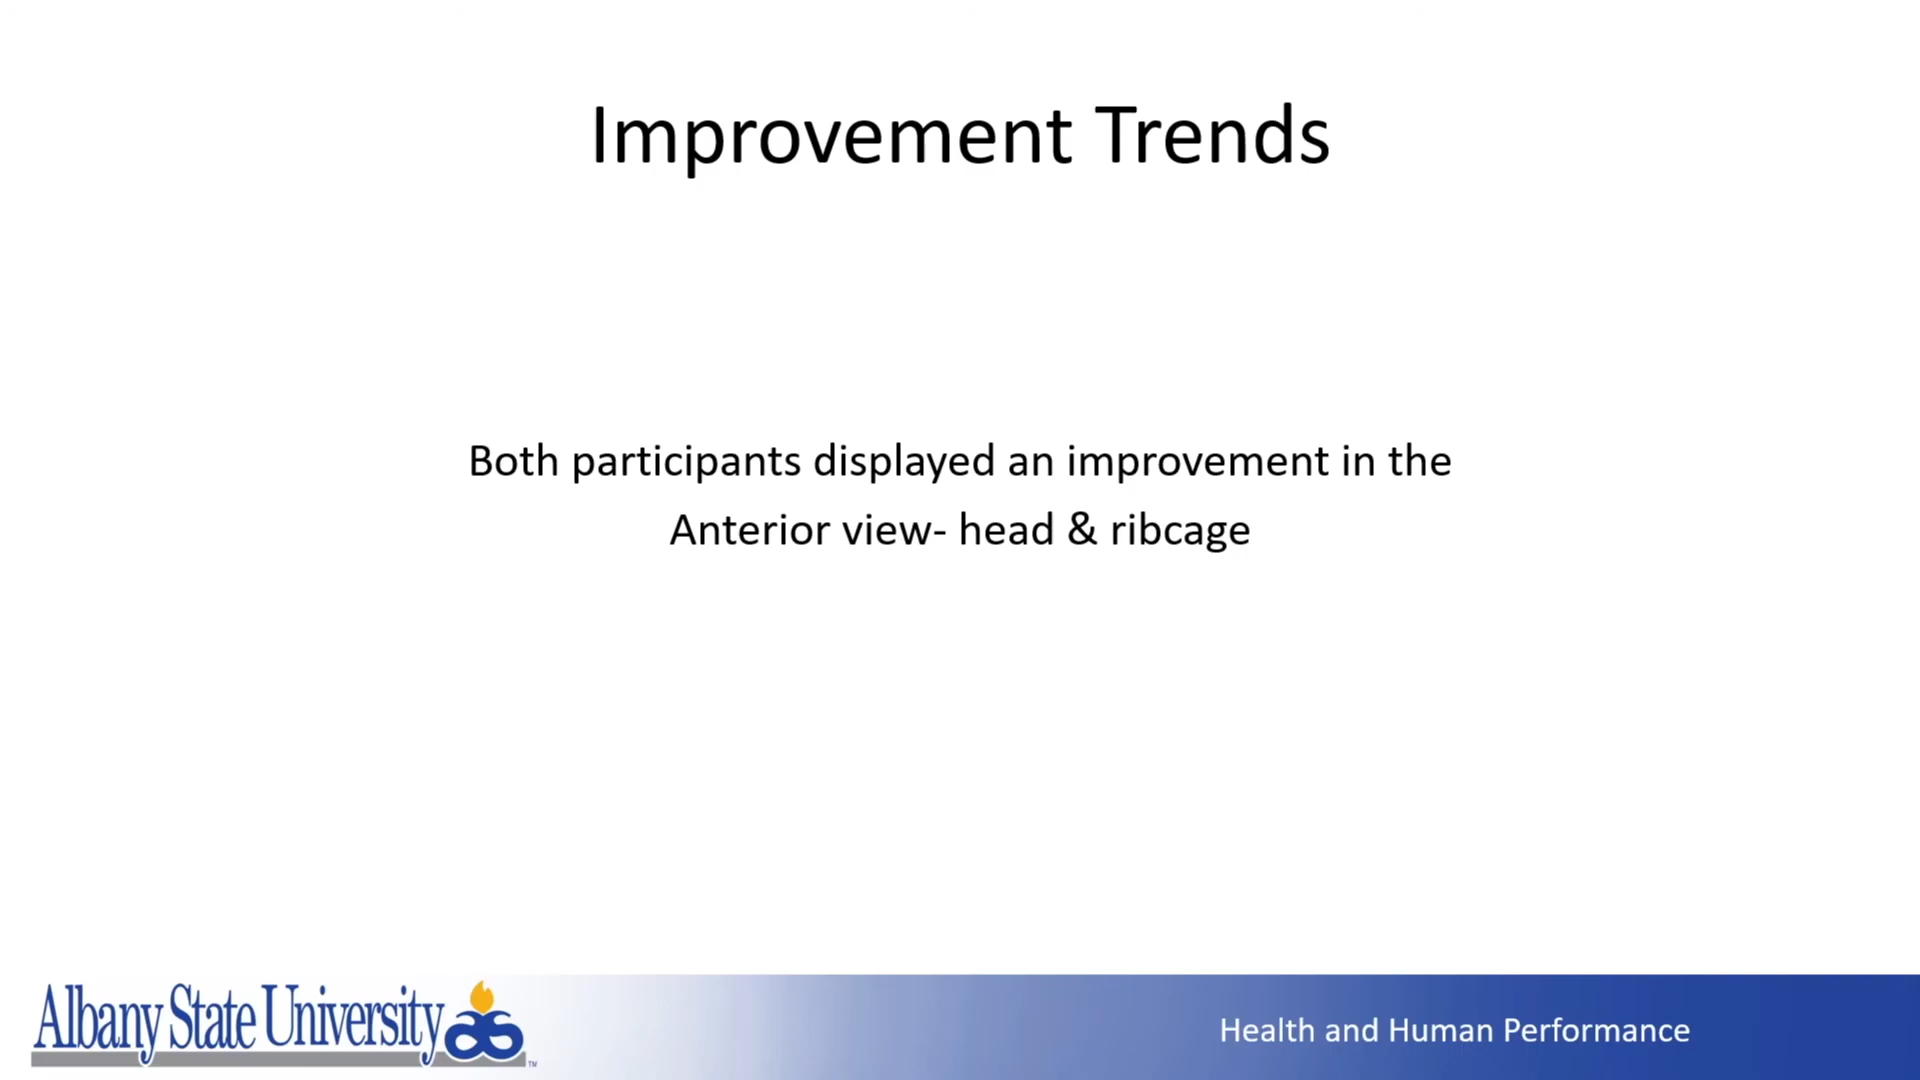 Improvement Trends
Both participants displayed an improvement in the
Anterior view- head & ribcage
Albany State University
TM
Health and Human Performance